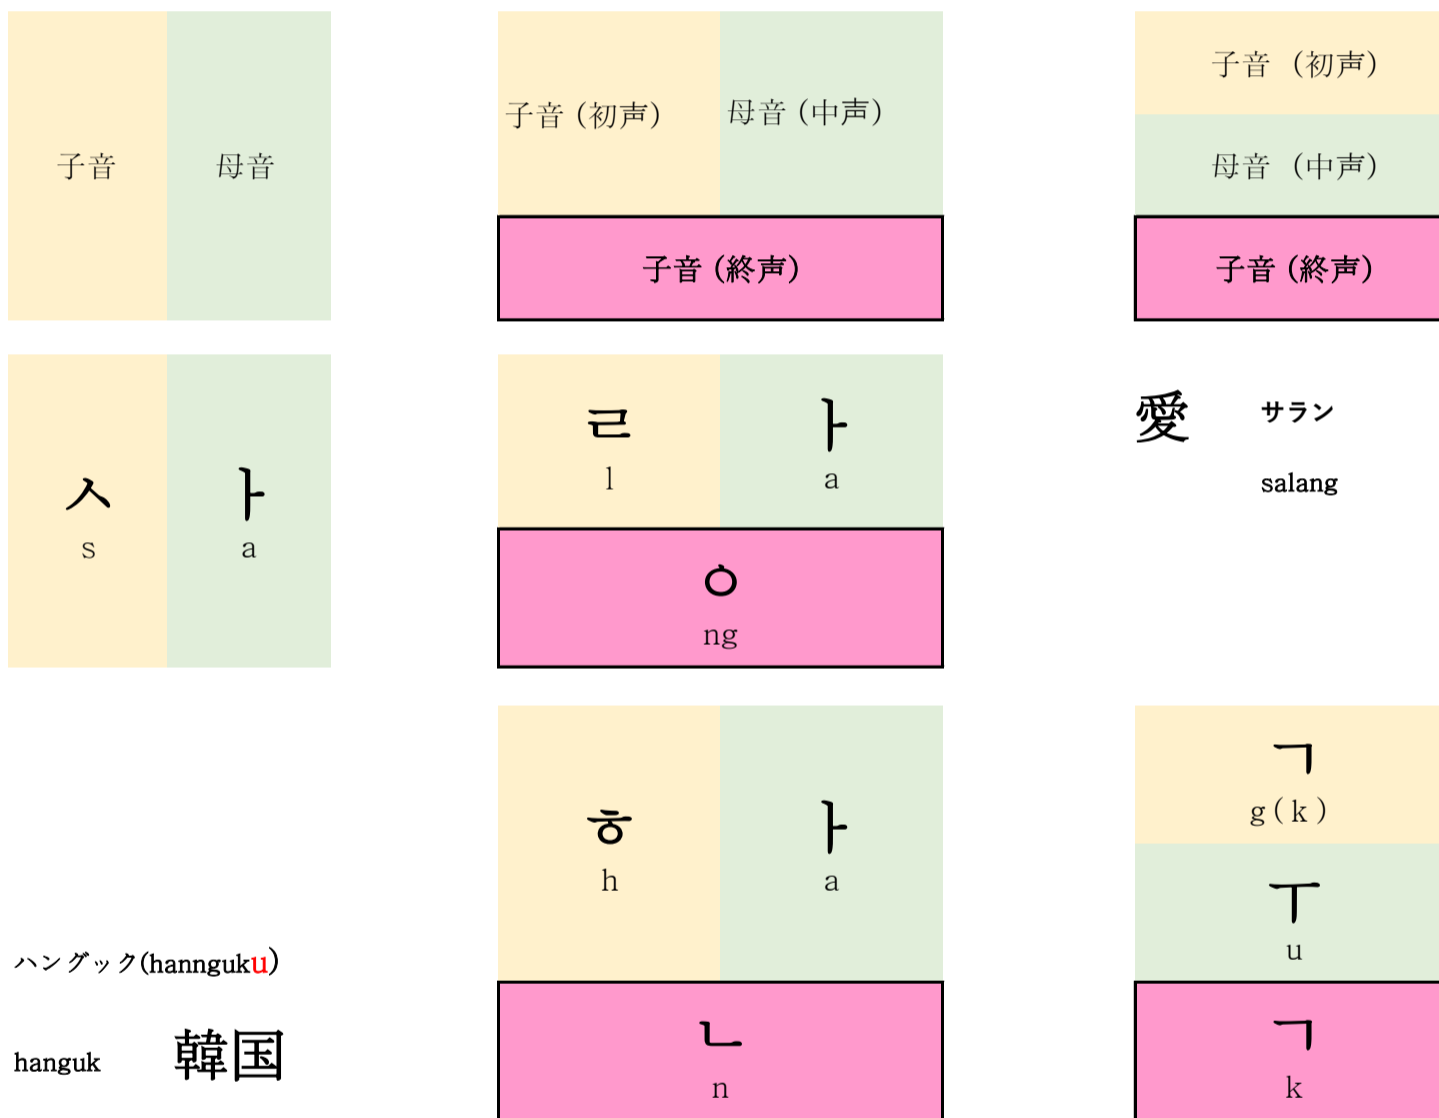 子音
母音
子音 (初声)
母音 (中声)
子音 (終声)
子音 (初声)
母音 (中声)
子音 (終声)
ㅅ
s
ㅏ
a
ㄹ
l
ㅏ
a
ㅇ
ng
愛
サラン
salang
ハングック(hannguku)
hanguk
韓国
ㅎ
h
ㅏ
a
ㄴ
n
ㄱ
g ( k )
ㅜ
u
ㄱ
k